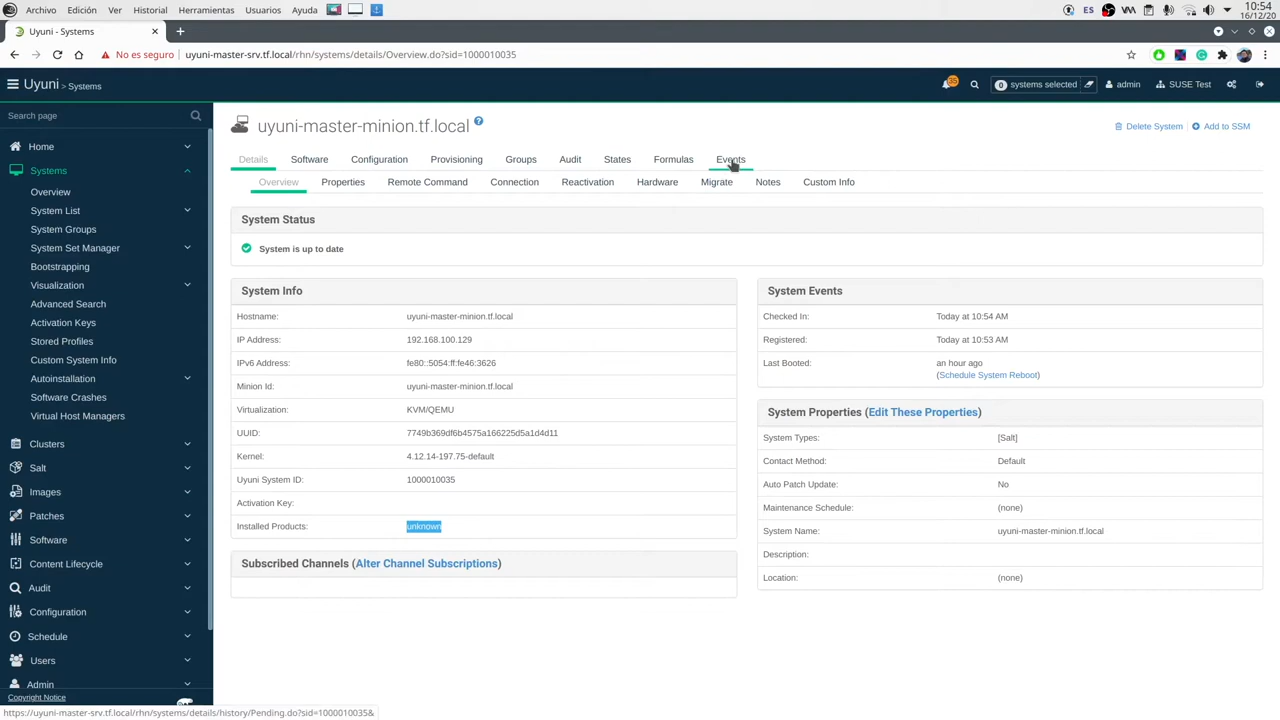 Archivo Edición Ver Historial Herramientas Usuarios Ayuda ES 10:54
16/12/20
Uyuni - Systems
No es seguro uyuni-master-srv.tf.local/rhn/systems/details/Overview.do?sid=1000010035
Uyuni > Systems 35 0 systems selected admin SUSE Test
Search page
Home
Systems
Overview
System List
System Groups
System Set Manager
Bootstrapping
Visualization
Advanced Search
Activation Keys
Stored Profiles
Custom System Info
Autoinstallation
Software Crashes
Virtual Host Managers
Clusters
Salt
Images
Patches
Software
Content Lifecycle
Audit
Configuration
Schedule
Users
Admin
Copyright Notice
uyuni-master-minion.tf.local ? Delete System Add to SSM
Details Software Configuration Provisioning Groups Audit States Formulas Events
Overview Properties Remote Command Connection Reactivation Hardware Migrate Notes Custom Info
System Status
System is up to date
System Info
Hostname: uyuni-master-minion.tf.local
IP Address: 192.168.100.129
IPv6 Address: fe80::5054:ff:fe46:3626
Minion Id: uyuni-master-minion.tf.local
Virtualization: KVM/QEMU
UUID: 7749b369df6b4575a166225d5a1d4d11
Kernel: 4.12.14-197.75-default
Uyuni System ID: 1000010035
Activation Key:
Installed Products: unknown
Subscribed Channels (Alter Channel Subscriptions)
System Events
Checked In: Today at 10:54 AM
Registered: Today at 10:53 AM
Last Booted: an hour ago
(Schedule System Reboot)
System Properties (Edit These Properties)
System Types: [Salt]
Contact Method: Default
Auto Patch Update: No
Maintenance Schedule: (none)
System Name: uyuni-master-minion.tf.local
Description:
Location: (none)
https://uyuni-master-srv.tf.local/rhn/systems/details/history/Pending.do?sid=1000010035&